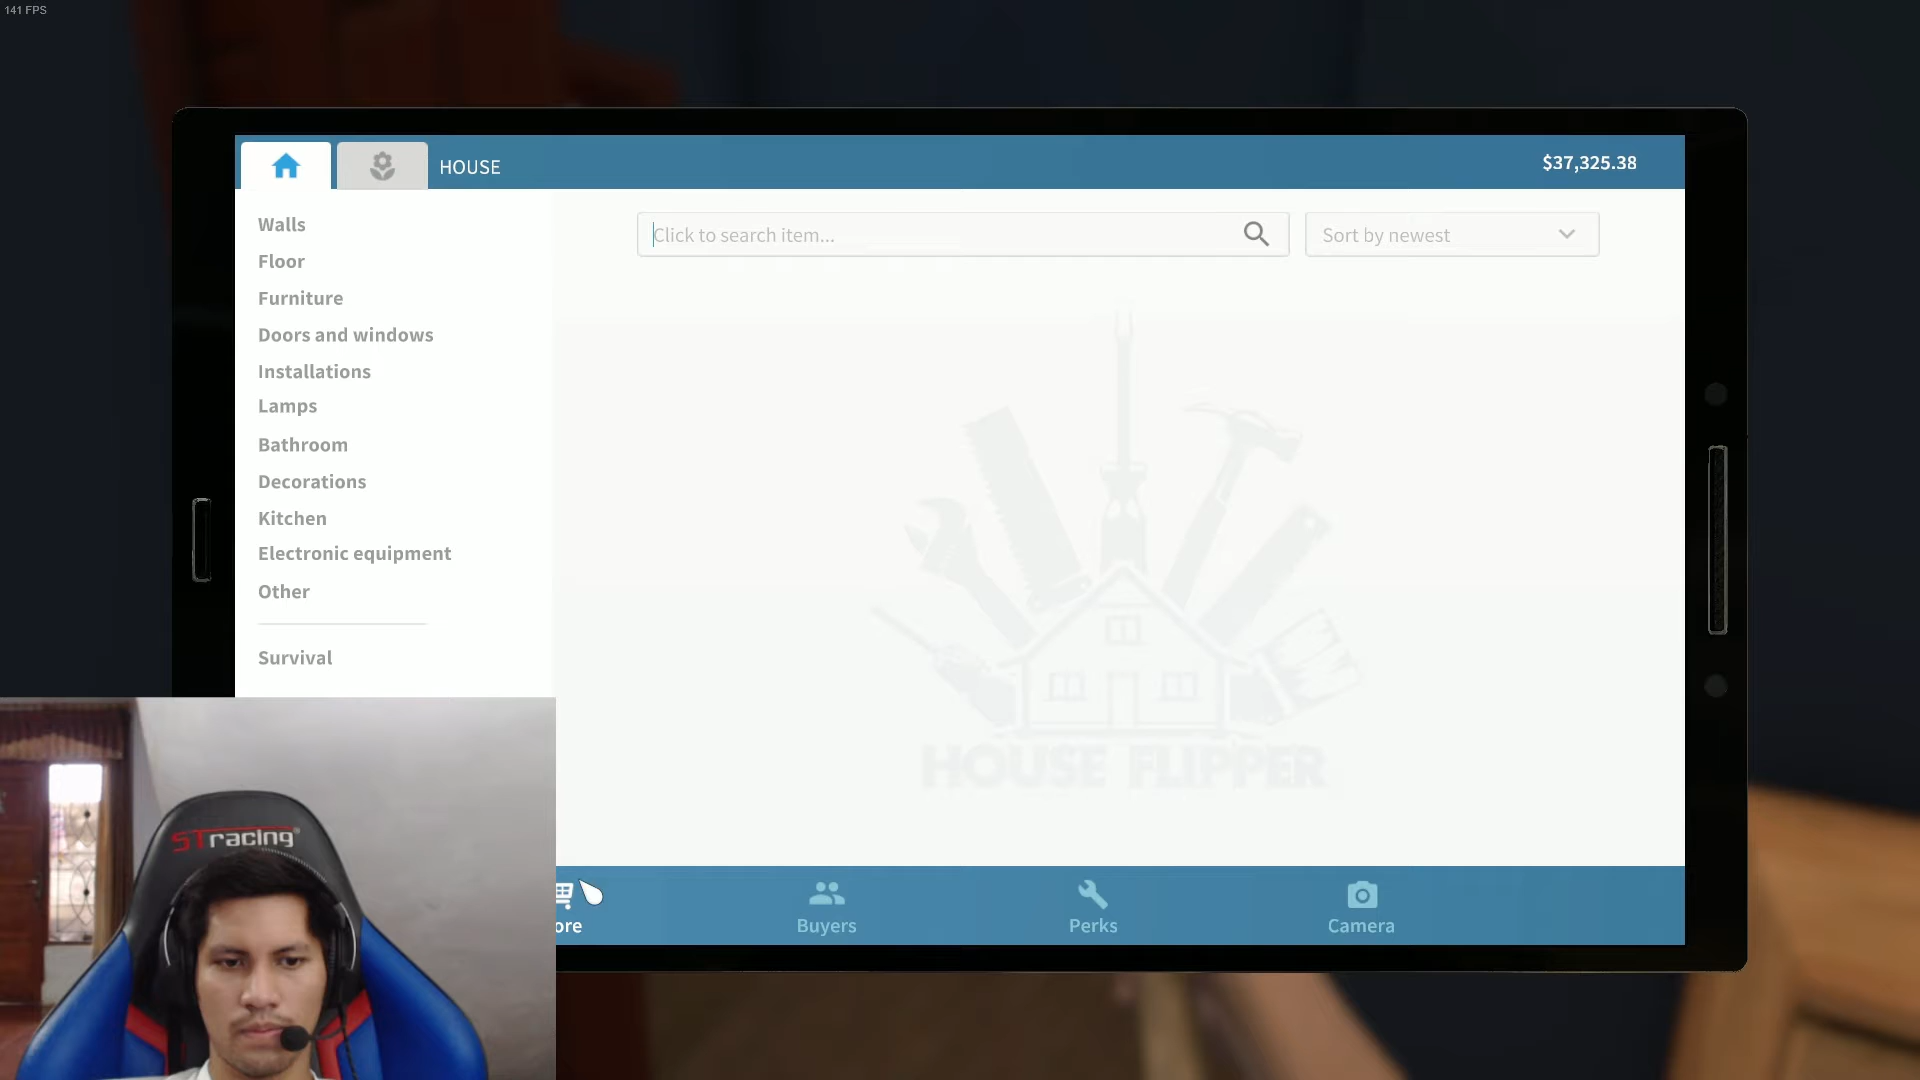 141 FPS
HOUSE
$37,325.38
Walls
Click to search item...
Sort by newest
Floor
Furniture
Doors and windows
Installations
Lamps
Bathroom
Decorations
Kitchen
Electronic equipment
Other
Survival
HOUSE FLIPPER
STracing
ore
Buyers
Perks
Camera